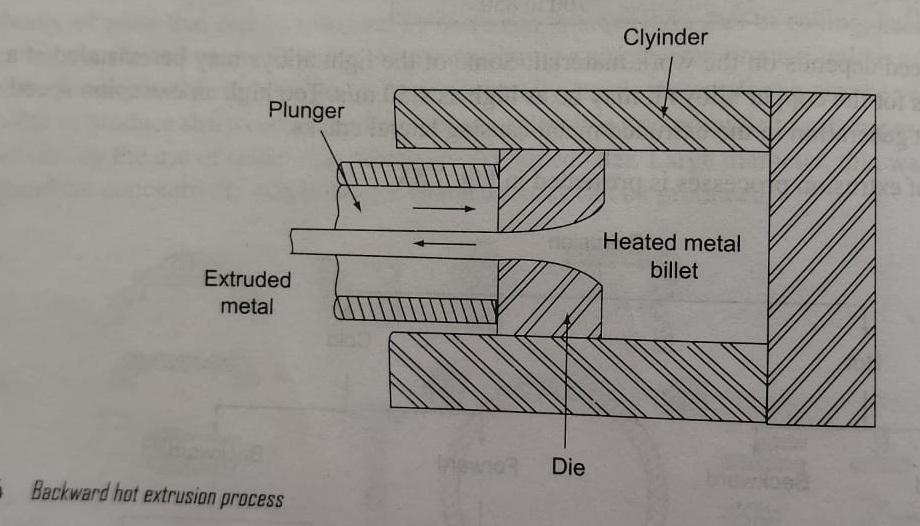 Clyinder
Plunger
Heated metal
billet
Extruded
metal
Die
Backward hot extrusion process